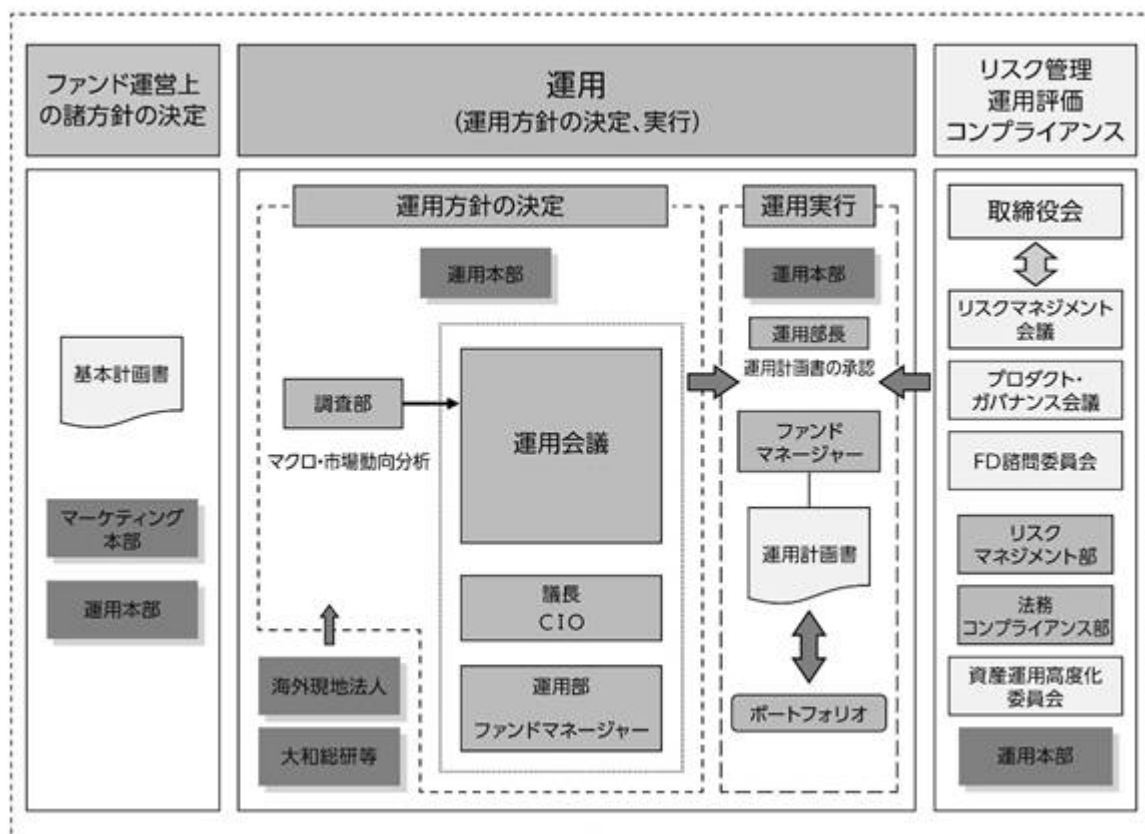 ファンド運営上
の諸方針の決定
運用
(運用方針の決定、実行)
リスク管理
運用評価
コンプライアンス
基本計画書
マーケティング
本部
運用本部
運用方針の決定
運用本部
調査部
マクロ・市場動向分析
運用会議
議長
CIO
運用部
ファンドマネージャー
海外現地法人
大和総研等
運用実行
運用本部
運用部長
運用計画書の承認
ファンド
マネージャー
運用計画書
ポートフォリオ
取締役会
リスクマネジメント
会議
プロダクト・
ガバナンス会議
FD諮問委員会
リスク
マネジメント部
法務
コンプライアンス部
資産運用高度化
委員会
運用本部